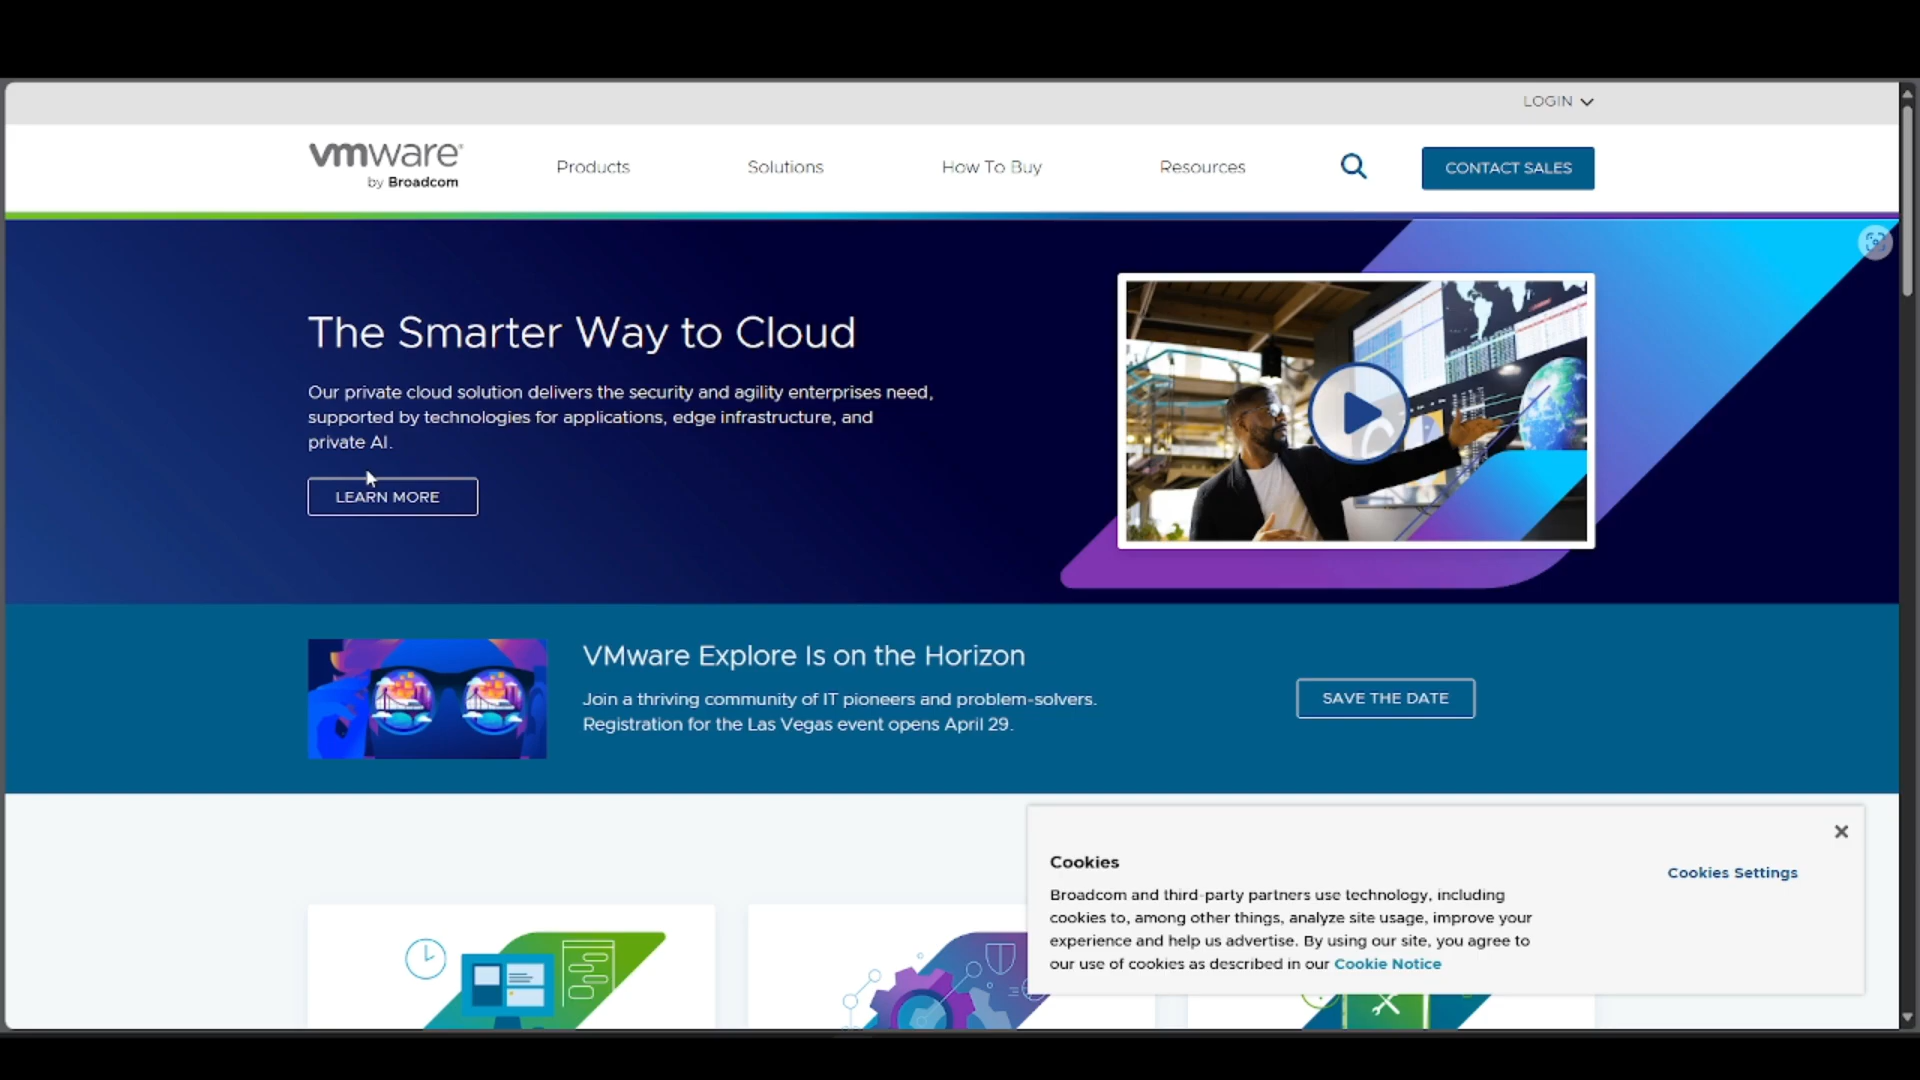 LOGIN
vmware®
by Broadcom
Products
Solutions
How To Buy
Resources
CONTACT SALES
The Smarter Way to Cloud
Our private cloud solution delivers the security and agility enterprises need,
supported by technologies for applications, edge infrastructure, and
private AI.
LEARN MORE
VMware Explore Is on the Horizon
Join a thriving community of IT pioneers and problem-solvers.
Registration for the Las Vegas event opens April 29.
SAVE THE DATE
Cookies
Broadcom and third-party partners use technology, including
cookies to, among other things, analyze site usage, improve your
experience and help us advertise. By using our site, you agree to
our use of cookies as described in our Cookie Notice
Cookies Settings